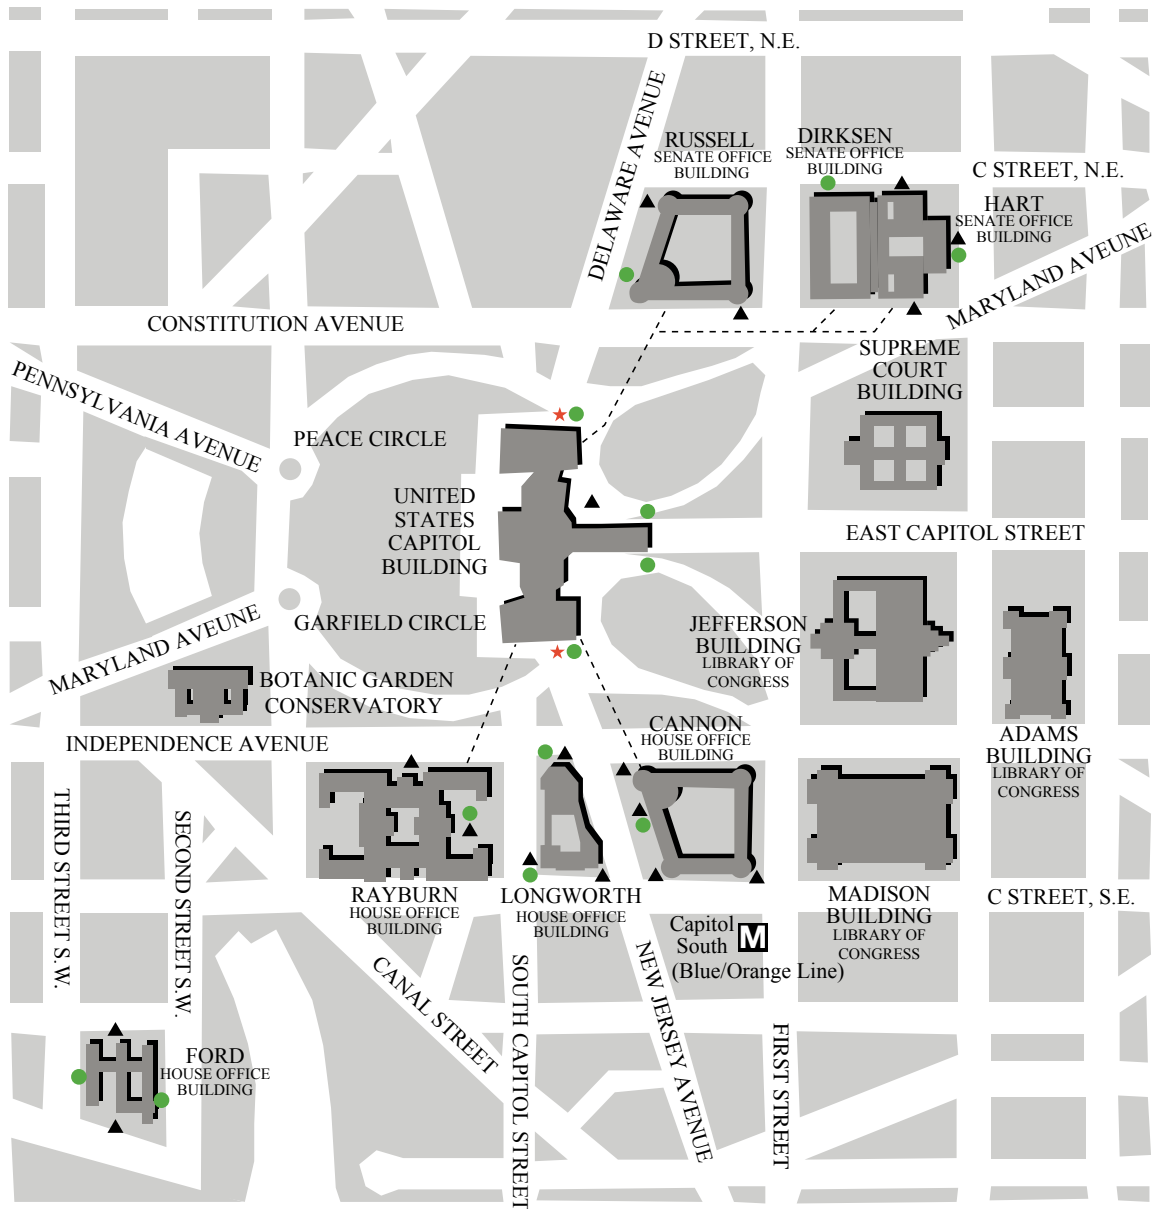 D STREET, N.E.
DELAWARE AVENUE
RUSSELL
SENATE OFFICE
BUILDING
DIRKSEN
SENATE OFFICE
BUILDING
C STREET, N.E.
HART
SENATE OFFICE
BUILDING
MARYLAND AVEUNE
CONSTITUTION AVENUE
SUPREME
COURT
BUILDING
PENNSYLVANIA AVENUE
PEACE CIRCLE
UNITED
STATES
CAPITOL
BUILDING
EAST CAPITOL STREET
GARFIELD CIRCLE
MARYLAND AVEUNE
JEFFERSON
BUILDING
LIBRARY OF
CONGRESS
BOTANIC GARDEN
CONSERVATORY
INDEPENDENCE AVENUE
CANNON
HOUSE OFFICE
BUILDING
ADAMS
BUILDING
LIBRARY OF
CONGRESS
THIRD STREET S.W.
SECOND STREET S.W.
RAYBURN
HOUSE OFFICE
BUILDING
LONGWORTH
HOUSE OFFICE
BUILDING
MADISON
BUILDING
LIBRARY OF
CONGRESS
C STREET, S.E.
Capitol
South
M
(Blue/Orange Line)
CANAL STREET
SOUTH CAPITOL STREET
NEW JERSEY AVENUE
FIRST STREET
FORD
HOUSE OFFICE
BUILDING